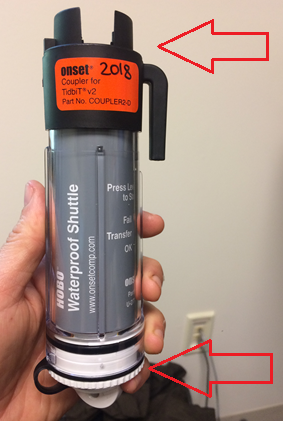 onset® 2018
Coupler for
TidbiT® v2
Part No. COUPLER2-D
HOBO
Waterproof Shuttle
www.onsetcomp.com
Press
to
Fail
Transfer
OK